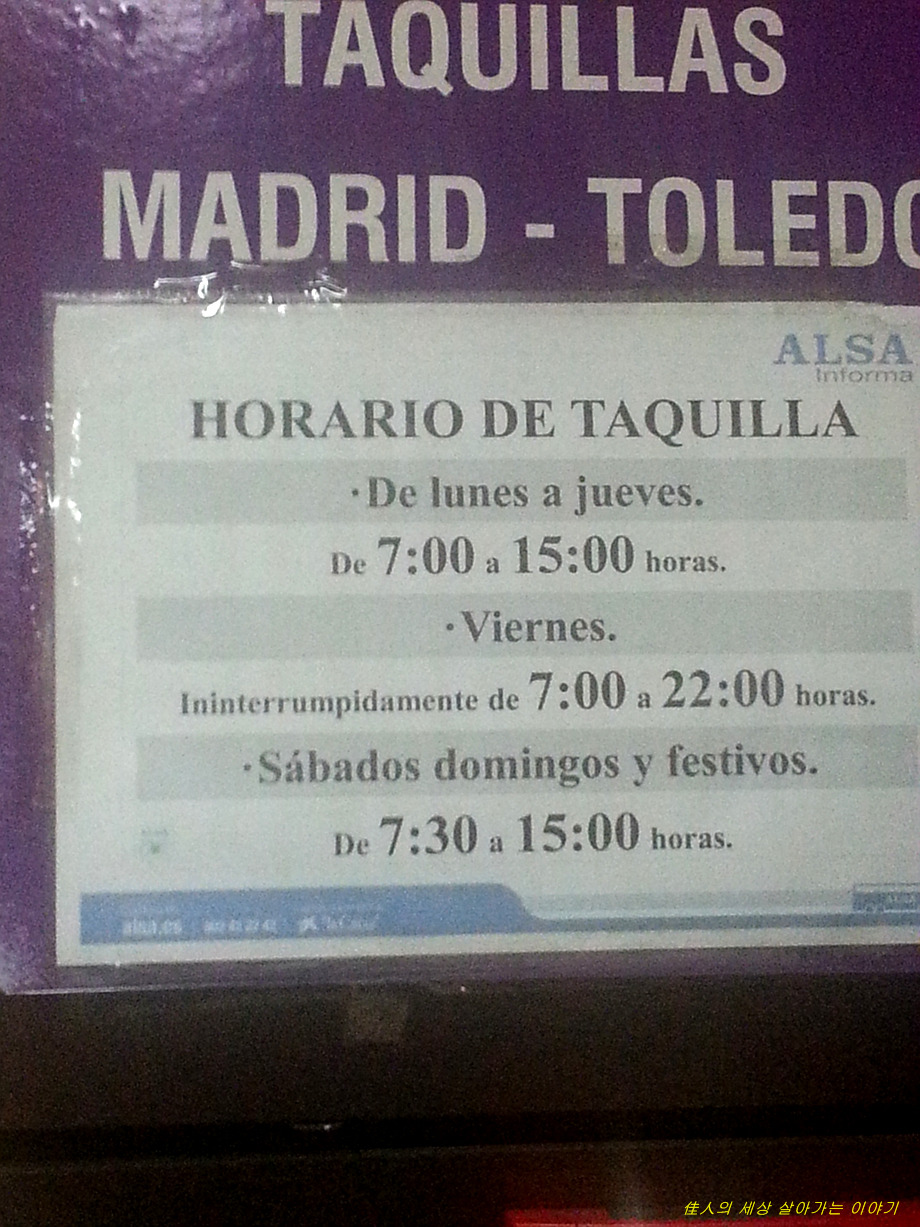 TAQUILLAS
MADRID - TOLEDO
ALSA
Informa
HORARIO DE TAQUILLA
·De lunes a jueves.
De 7:00 a 15:00 horas.
·Viernes.
Ininterrumpidamente de 7:00 a 22:00 horas.
·Sábados domingos y festivos.
De 7:30 a 15:00 horas.
alsa.es
佳人의 세상 살아가는 이야기